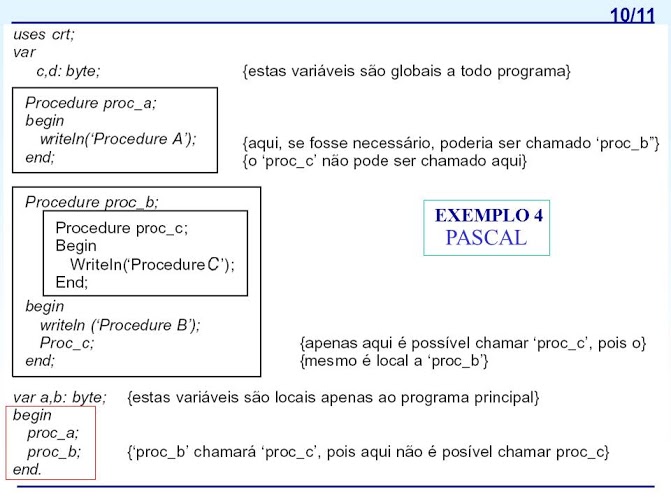 10/11
uses crt;
var
c,d: byte; {estas variáveis são globais a todo programa}
Procedure proc_a;
begin
writeln(‘Procedure A’); {aqui, se fosse necessário, poderia ser chamado ‘proc_b”}
end; {o ‘proc_c’ não pode ser chamado aqui}
Procedure proc_b;
EXEMPLO 4
PASCAL
Procedure proc_c;
Begin
Writeln(‘Procedure C’);
End;
begin
writeln (‘Procedure B’);
Proc_c; {apenas aqui é possível chamar ‘proc_c’, pois o}
end; {mesmo é local a ‘proc_b’}
var a,b: byte; {estas variáveis são locais apenas ao programa principal}
begin
proc_a;
proc_b; {‘proc_b’ chamará ‘proc_c’, pois aqui não é posível chamar proc_c}
end.